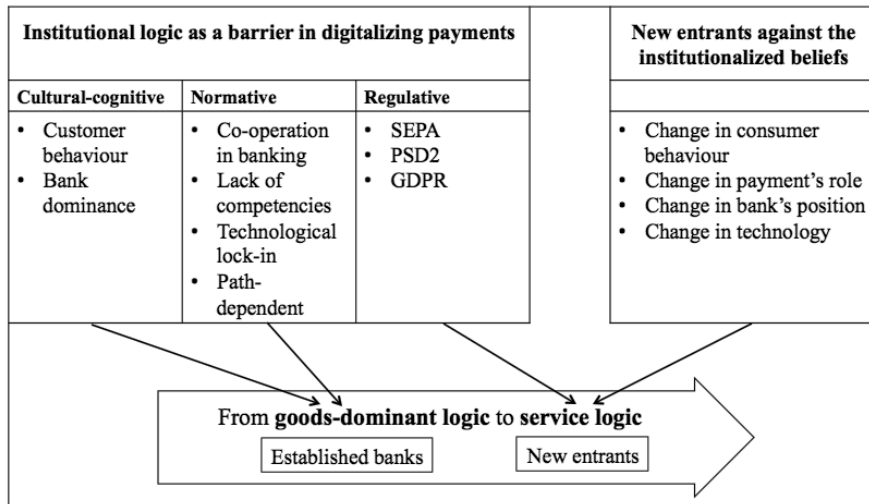 Institutional logic as a barrier in digitalizing payments
New entrants against the
institutionalized beliefs
Cultural-cognitive
Normative
Regulative
• Customer
behaviour
• Bank
dominance
• Co-operation
in banking
• Lack of
competencies
• Technological
lock-in
• Path-
dependent
• SEPA
• PSD2
• GDPR
• Change in consumer
behaviour
• Change in payment's role
• Change in bank's position
• Change in technology
From goods-dominant logic to service logic
Established banks
New entrants